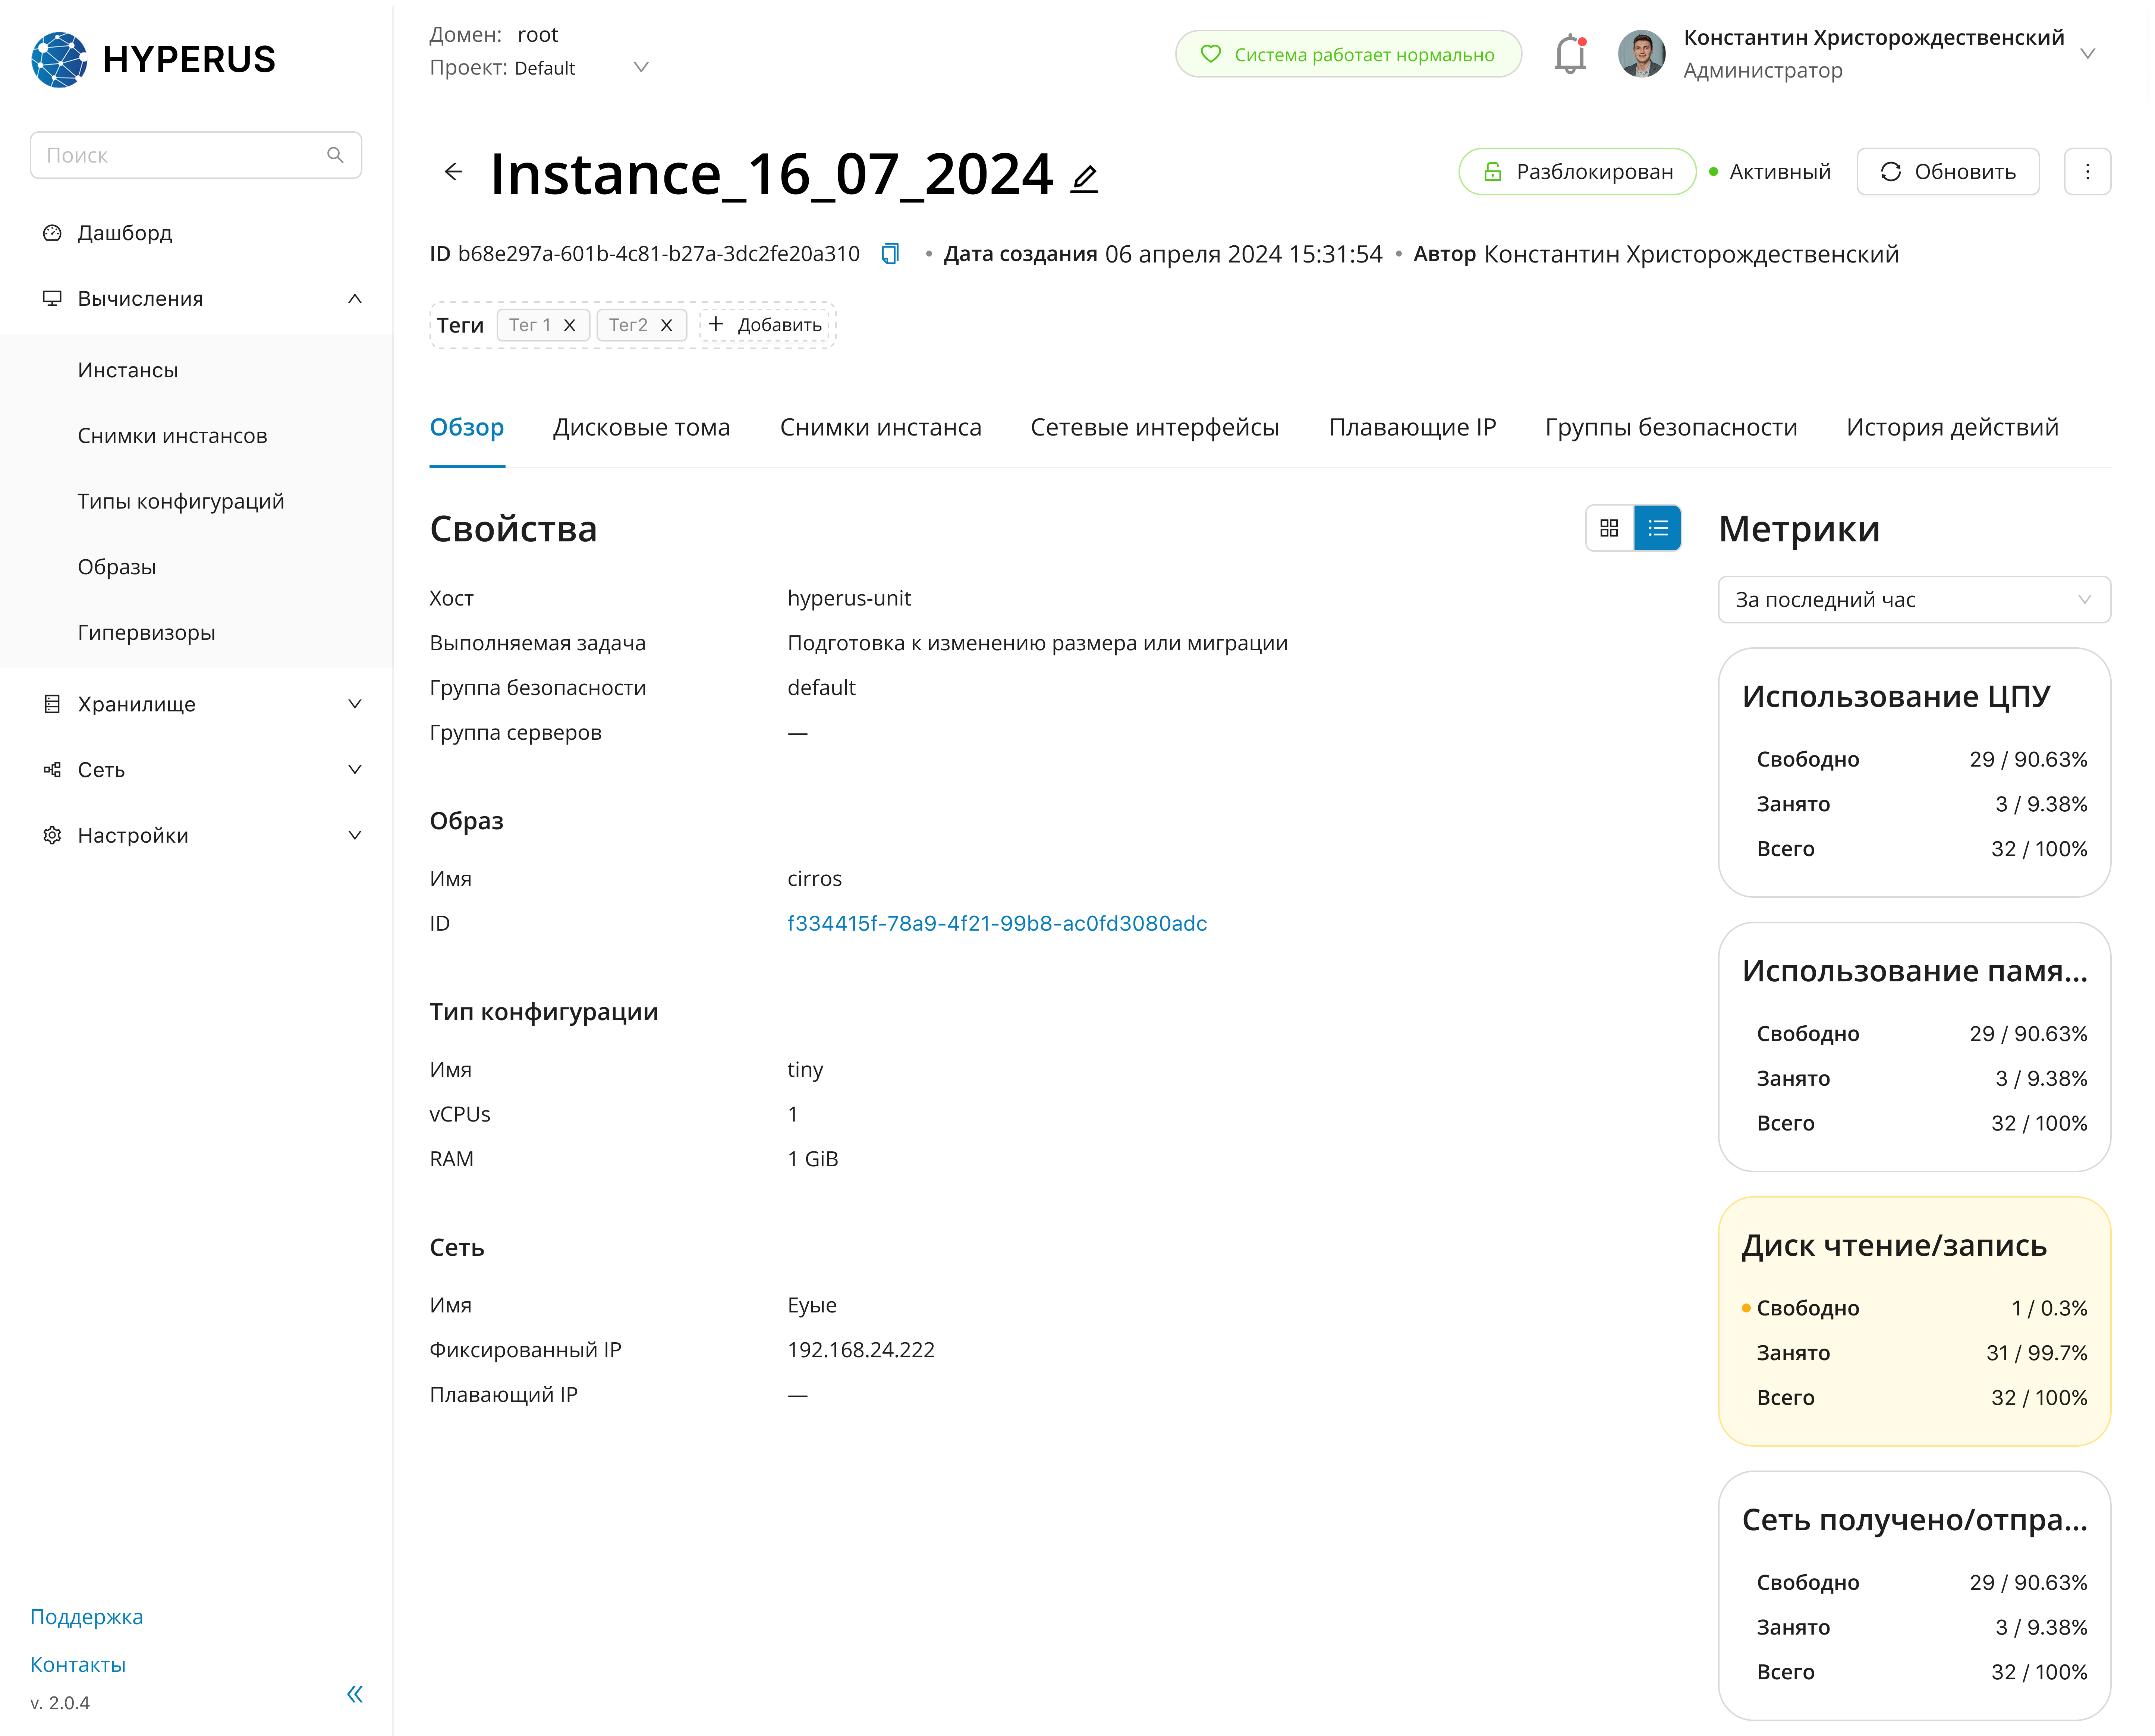 HYPERUS
Поиск
Дашборд
Вычисления
Инстансы
Снимки инстансов
Типы конфигураций
Образы
Гипервизоры
Хранилище
Сеть
Настройки
Поддержка
Контакты
v. 2.0.4
Домен: root
Проект: Default
Система работает нормально
Константин Христорождественский
Администратор
Instance_16_07_2024
Разблокирован
Активный
Обновить
ID b68e297a-601b-4c81-b27a-3dc2fe20a310 • Дата создания 06 апреля 2024 15:31:54 • Автор Константин Христорождественский
Теги Тег 1 Тег2 Добавить
Обзор Дисковые тома Снимки инстанса Сетевые интерфейсы Плавающие IP Группы безопасности История действий
Свойства
Хост hyperus-unit
Выполняемая задача Подготовка к изменению размера или миграции
Группа безопасности default
Группа серверов —
Образ
Имя cirros
ID f334415f-78a9-4f21-99b8-ac0fd3080adc
Тип конфигурации
Имя tiny
vCPUs 1
RAM 1 GiB
Сеть
Имя Еуые
Фиксированный IP 192.168.24.222
Плавающий IP —
Метрики
За последний час
Использование ЦПУ
Свободно 29 / 90.63%
Занято 3 / 9.38%
Всего 32 / 100%
Использование памя...
Свободно 29 / 90.63%
Занято 3 / 9.38%
Всего 32 / 100%
Диск чтение/запись
Свободно 1 / 0.3%
Занято 31 / 99.7%
Всего 32 / 100%
Сеть получено/отпра...
Свободно 29 / 90.63%
Занято 3 / 9.38%
Всего 32 / 100%